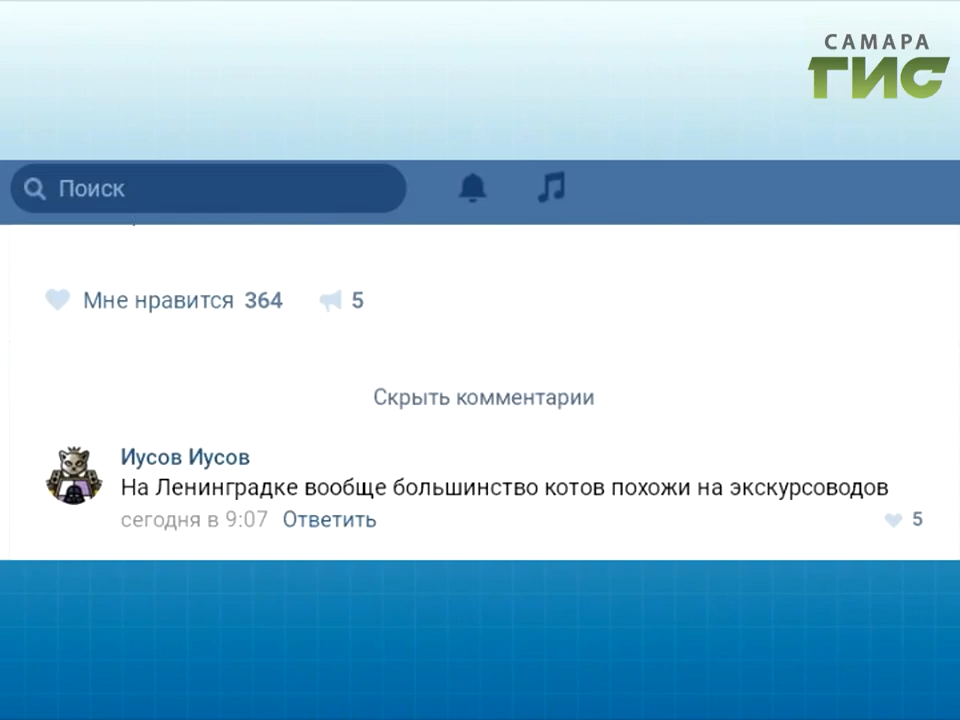 САМАРА
ГИС
Поиск
Мне нравится 364 5
Скрыть комментарии
Иусов Иусов
На Ленинградке вообще большинство котов похожи на экскурсоводов
сегодня в 9:07 Ответить 5